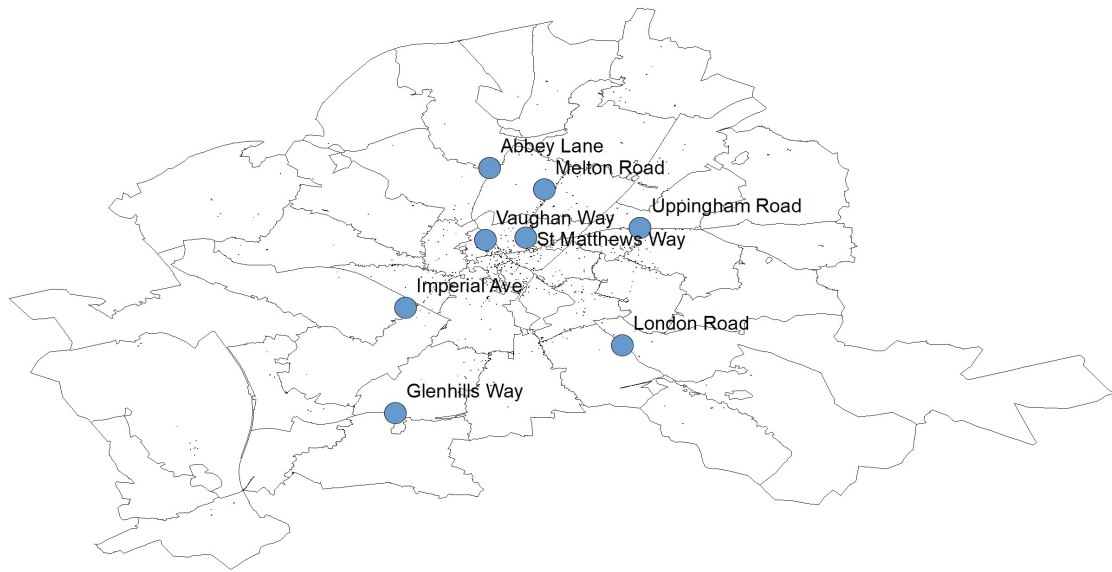 Abbey Lane
Melton Road
Uppingham Road
Vaughan Way
St Matthews Way
Imperial Ave
London Road
Glenhills Way